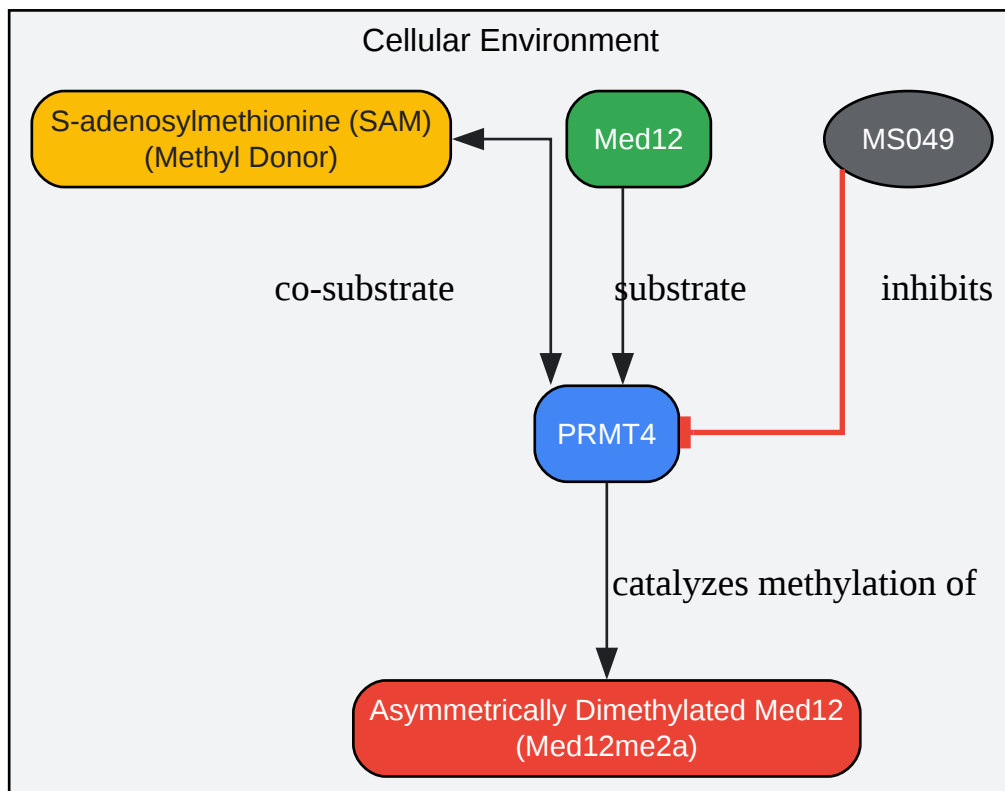 Cellular Environment
S-adenosylmethionine (SAM)
(Methyl Donor)
Med12
MS049
co-substrate
substrate
inhibits
PRMT4
catalyzes methylation of
Asymmetrically Dimethylated Med12
(Med12me2a)